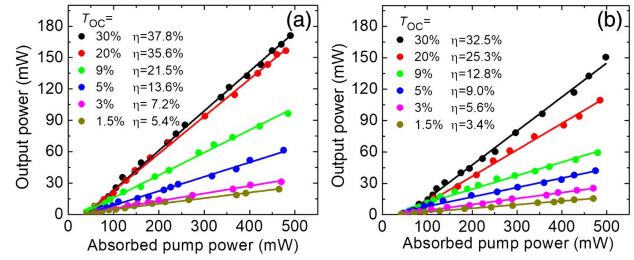 (a)
T_OC=
30% η=37.8%
20% η=35.6%
9% η=21.5%
5% η=13.6%
3% η= 7.2%
1.5% η= 5.4%
180
150
120
90
60
30
0
0 100 200 300 400 500
Output power (mW)
Absorbed pump power (mW)
(b)
T_OC=
30% η=32.5%
20% η=25.3%
9% η=12.8%
5% η=9.0%
3% η=5.6%
1.5% η=3.4%
180
150
120
90
60
30
0
0 100 200 300 400 500
Output power (mW)
Absorbed pump power (mW)